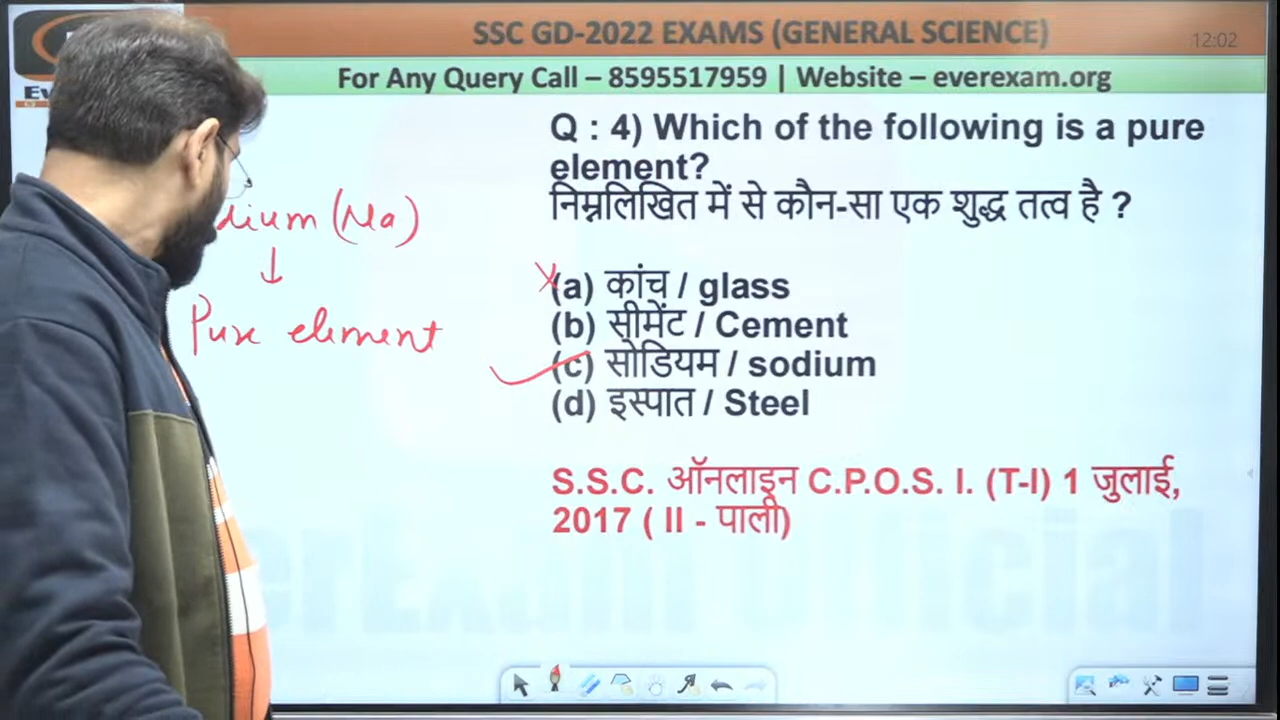 SSC GD-2022 EXAMS (GENERAL SCIENCE)
12:02
For Any Query Call – 8595517959 | Website – everexam.org
Q : 4) Which of the following is a pure
element?
निम्नलिखित में से कौन-सा एक शुद्ध तत्व है ?
dium (Na)
↓
Pure element
(a) कांच / glass
(b) सीमेंट / Cement
(c) सोडियम / sodium
(d) इस्पात / Steel
S.S.C. ऑनलाइन C.P.O.S. I. (T-I) 1 जुलाई,
2017 ( II - पाली)
erExam Official